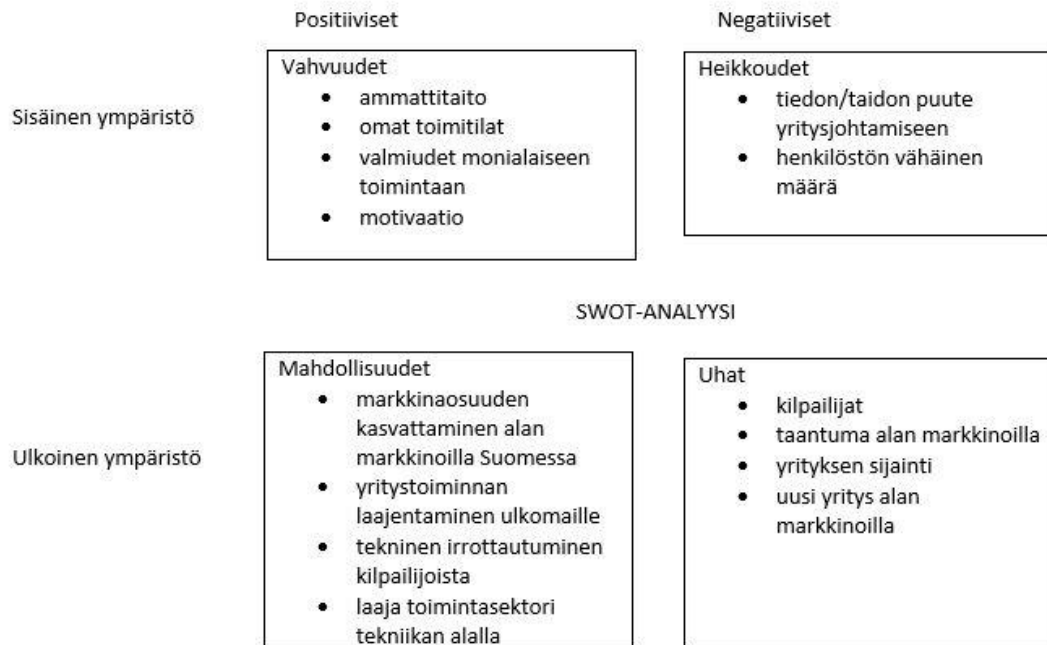 Positiiviset
Negatiiviset
Sisäinen ympäristö
Vahvuudet
• ammattitaito
• omat toimitilat
• valmiudet monialaiseen
toimintaan
• motivaatio
Heikkoudet
• tiedon/taidon puute
yritysjohtamiseen
• henkilöstön vähäinen
määrä
SWOT-ANALYYSI
Ulkoinen ympäristö
Mahdollisuudet
• markkinaosuuden
kasvattaminen alan
markkinoilla Suomessa
• yritystoiminnan
laajentaminen ulkomaille
• tekninen irrottautuminen
kilpailijoista
• laaja toimintasektori
tekniikan alalla
Uhat
• kilpailijat
• taantuma alan markkinoilla
• yrityksen sijainti
• uusi yritys alan
markkinoilla